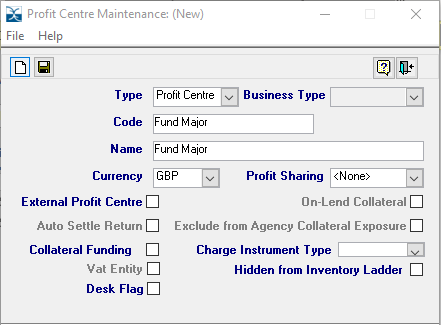 Profit Centre Maintenance: (New)
File Help
Type Profit Centre Business Type
Code Fund Major
Name Fund Major
Currency GBP Profit Sharing <None>
External Profit Centre On-Lend Collateral
Auto Settle Return Exclude from Agency Collateral Exposure
Collateral Funding Charge Instrument Type
Vat Entity Hidden from Inventory Ladder
Desk Flag